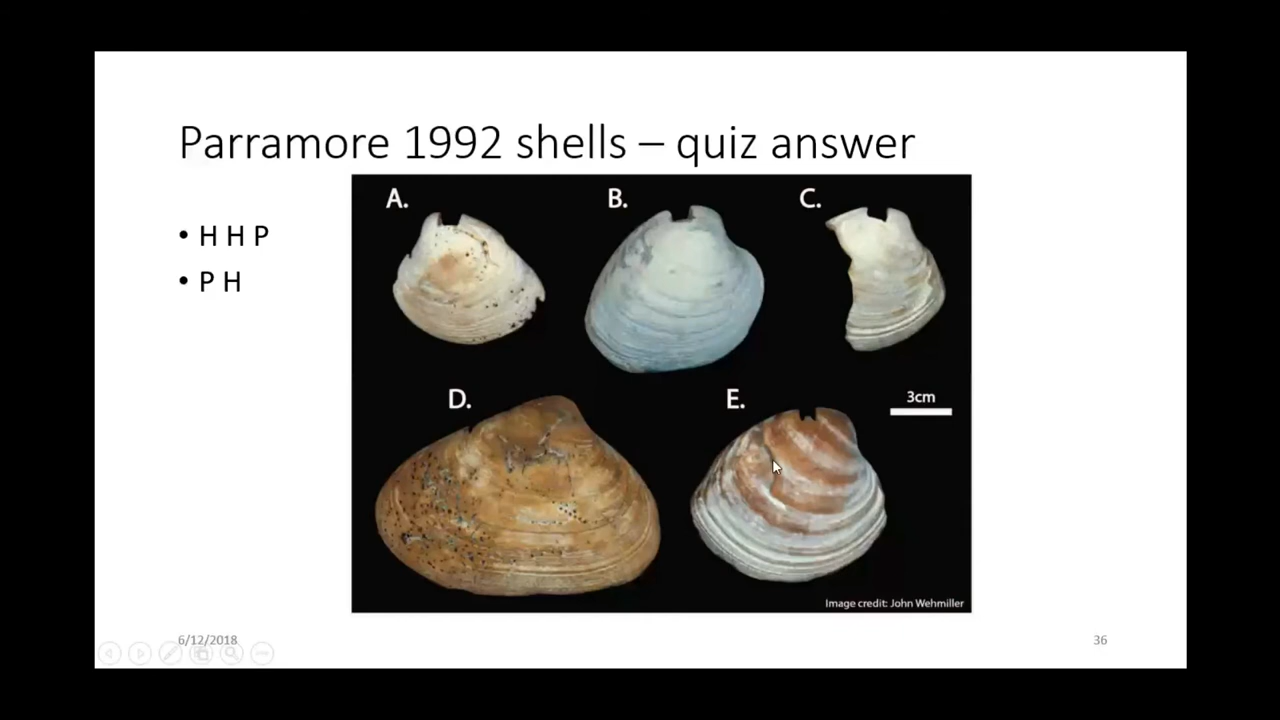 Parramore 1992 shells – quiz answer
• H H P
• P H
A.
B.
C.
D.
E.
3cm
Image credit: John Wehmiller
6/12/2018
36